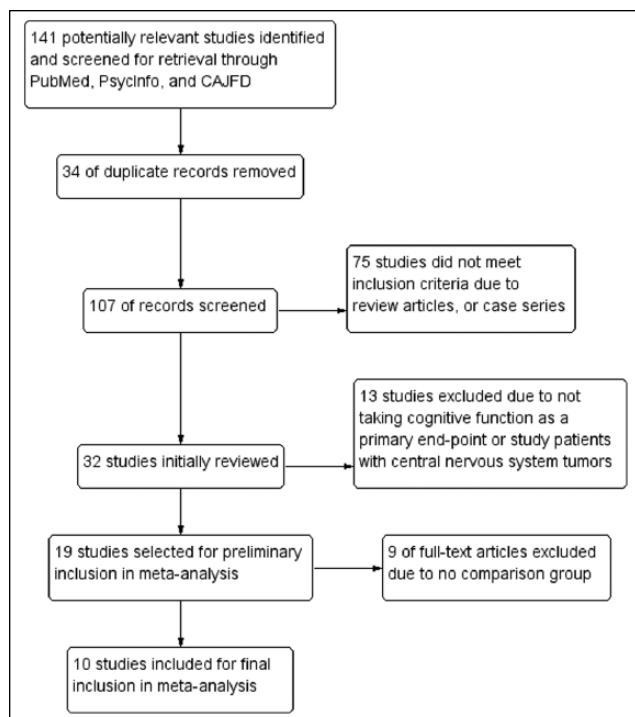 141 potentially relevant studies identified
and screened for retrieval through
PubMed, PsycInfo, and CAJFD
34 of duplicate records removed
75 studies did not meet
inclusion criteria due to
review articles, or case series
107 of records screened
13 studies excluded due to not
taking cognitive function as a
primary end-point or study patients
with central nervous system tumors
32 studies initially reviewed
19 studies selected for preliminary
inclusion in meta-analysis
9 of full-text articles excluded
due to no comparison group
10 studies included for final
inclusion in meta-analysis